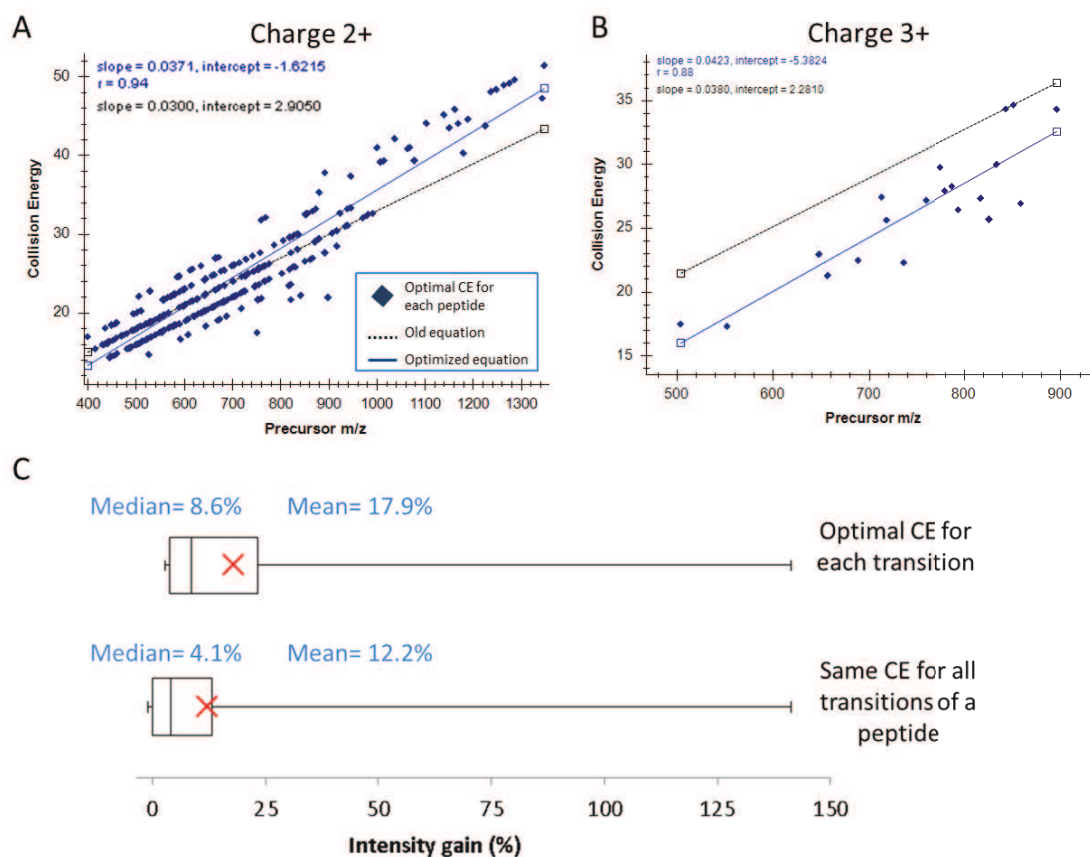 A
Charge 2+
slope = 0.0371, intercept = -1.6215
r = 0.94
slope = 0.0300, intercept = 2.9050
50
40
30
20
Collision Energy
400 500 600 700 800 900 1000 1100 1200 1300
Precursor m/z
Optimal CE for
each peptide
Old equation
Optimized equation
B
Charge 3+
slope = 0.0423, intercept = -5.3824
r = 0.88
slope = 0.0380, intercept = 2.2810
35
30
25
20
15
Collision Energy
500 600 700 800 900
Precursor m/z
C
Median= 8.6% Mean= 17.9%
Optimal CE for
each transition
Median= 4.1% Mean= 12.2%
Same CE for all
transitions of a
peptide
0 25 50 75 100 125 150
Intensity gain (%)